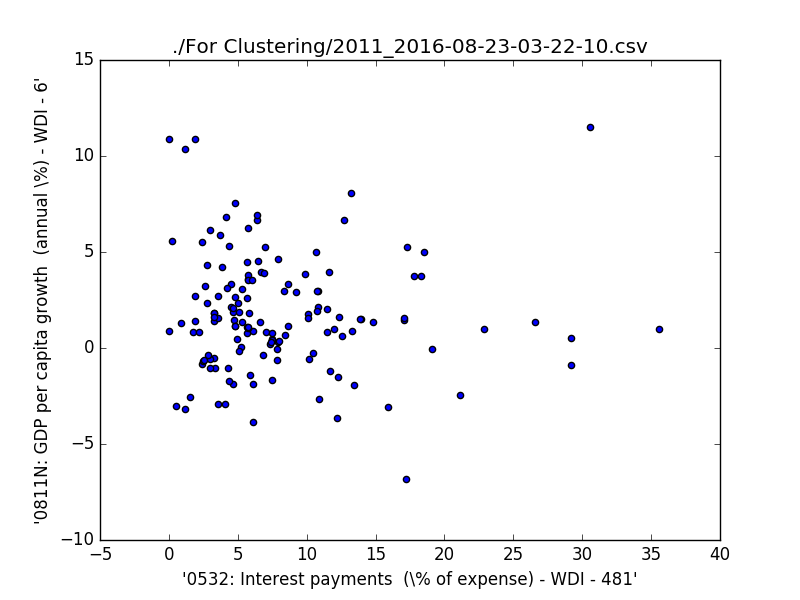 ./For Clustering/2011_2016-08-23-03-22-10.csv
'0811N: GDP per capita growth  (annual \%) - WDI - 6'
15
10
5
0
−5
−10
−5 0 5 10 15 20 25 30 35 40
'0532: Interest payments  (\% of expense) - WDI - 481'